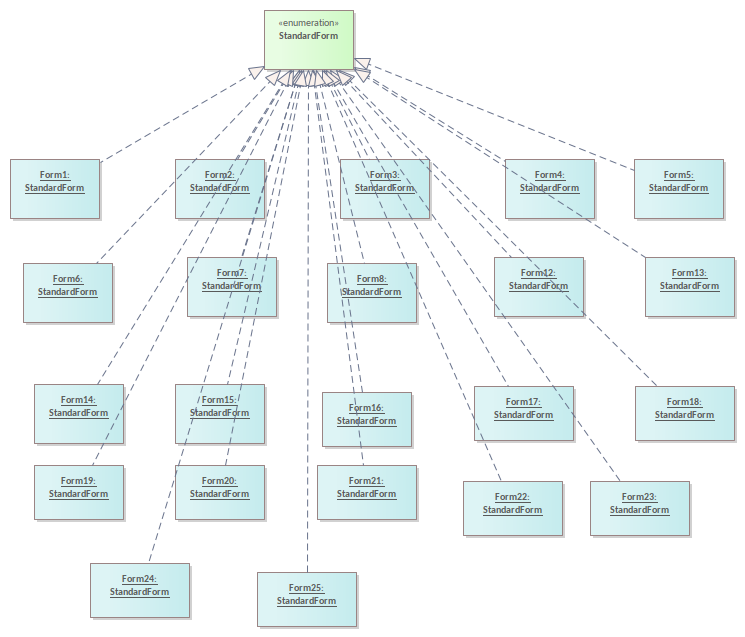 «enumeration»
StandardForm
Form1:
StandardForm
Form2:
StandardForm
Form3:
StandardForm
Form4:
StandardForm
Form5:
StandardForm
Form6:
StandardForm
Form7:
StandardForm
Form8:
StandardForm
Form12:
StandardForm
Form13:
StandardForm
Form14:
StandardForm
Form15:
StandardForm
Form16:
StandardForm
Form17:
StandardForm
Form18:
StandardForm
Form19:
StandardForm
Form20:
StandardForm
Form21:
StandardForm
Form22:
StandardForm
Form23:
StandardForm
Form24:
StandardForm
Form25:
StandardForm